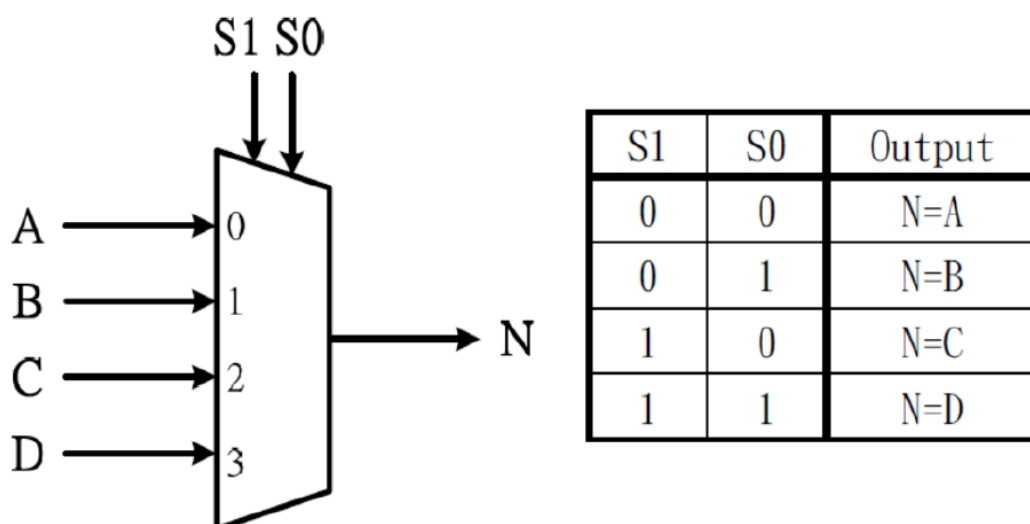 S1 S0
A 0
B 1
C 2
D 3
N
S1 S0 Output
0 0 N=A
0 1 N=B
1 0 N=C
1 1 N=D